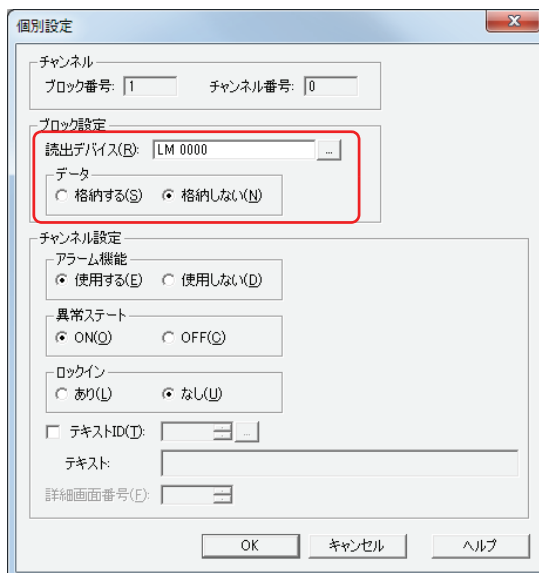 個別設定
チャンネル
ブロック番号: 1 チャンネル番号: 0
ブロック設定
読出デバイス(R): LM 0000 ...
データ
格納する(S) 格納しない(N)
チャンネル設定
アラーム機能
使用する(E) 使用しない(D)
異常ステート
ON(O) OFF(C)
ロックイン
あり(L) なし(U)
テキストID(T): ...
テキスト:
詳細画面番号(F):
OK キャンセル ヘルプ